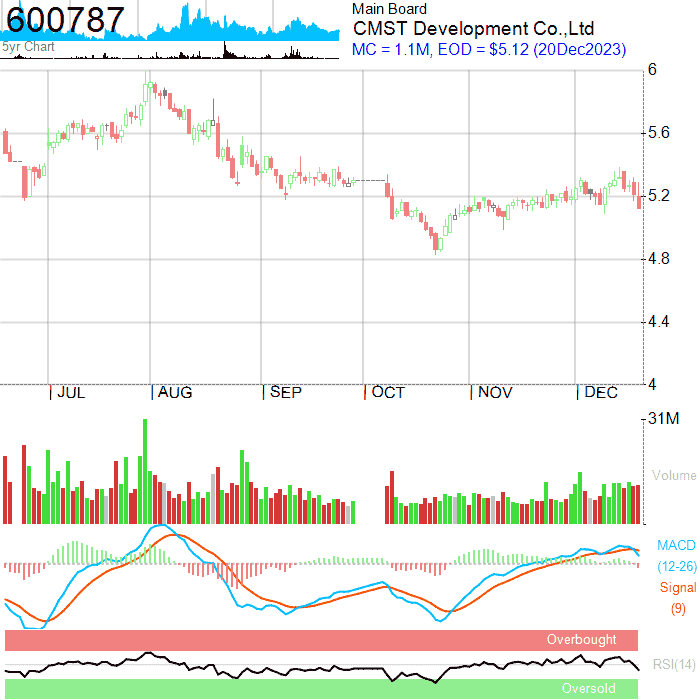 600787
5yr Chart
Main Board
CMST Development Co.,Ltd
MC = 1.1M, EOD = $5.12 (20Dec2023)
6
5.6
5.2
4.8
4.4
4
JUL AUG SEP OCT NOV DEC
31M
Volume
MACD
(12-26)
Signal
(9)
Overbought
RSI(14)
Oversold